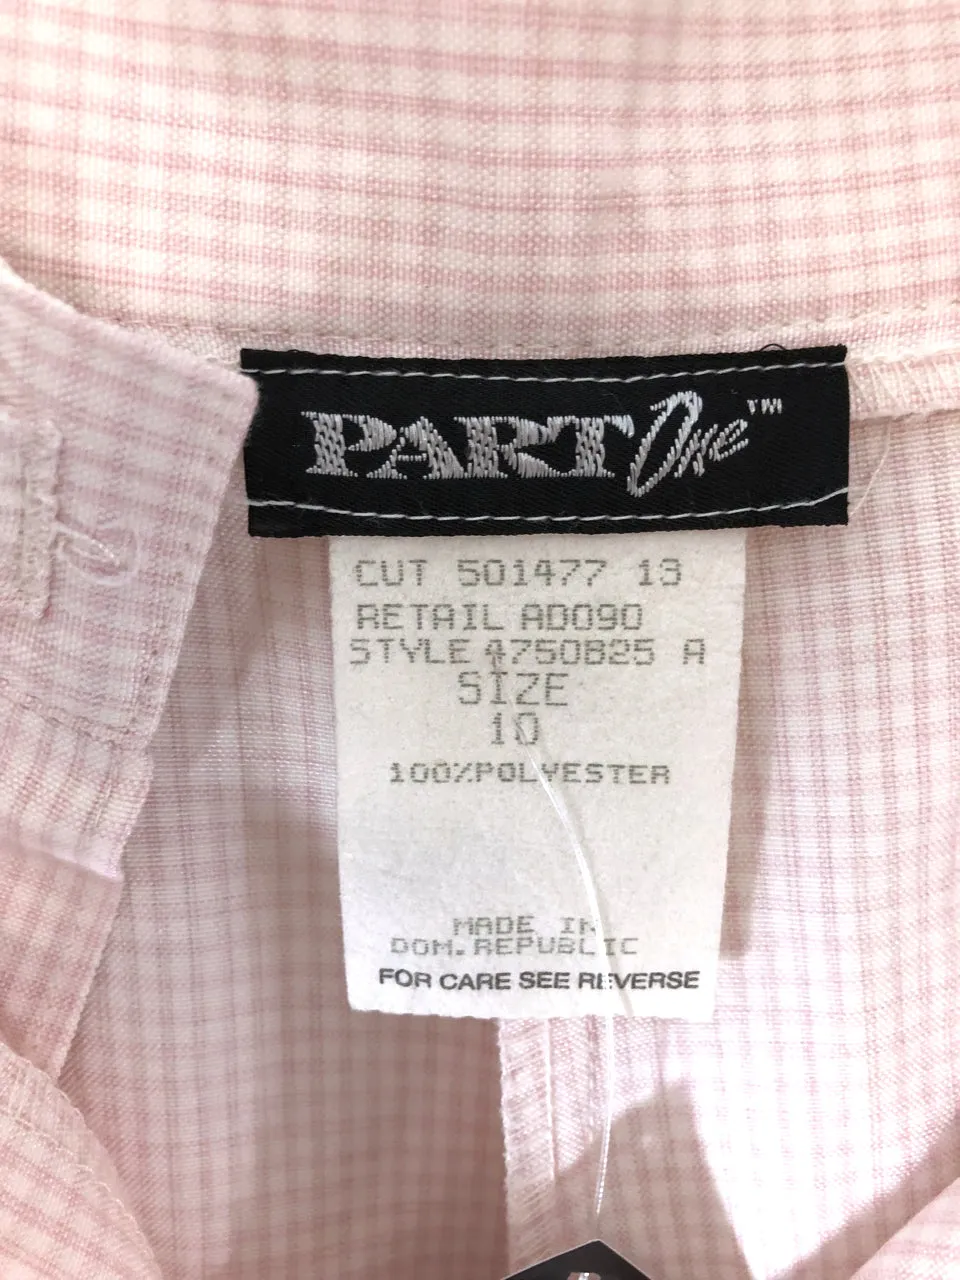 PART One™
CUT 501477 13
RETAIL AD090
STYLE 4750B25 A
SIZE
10
100%POLYESTER
MADE IN
DOM. REPUBLIC
FOR CARE SEE REVERSE